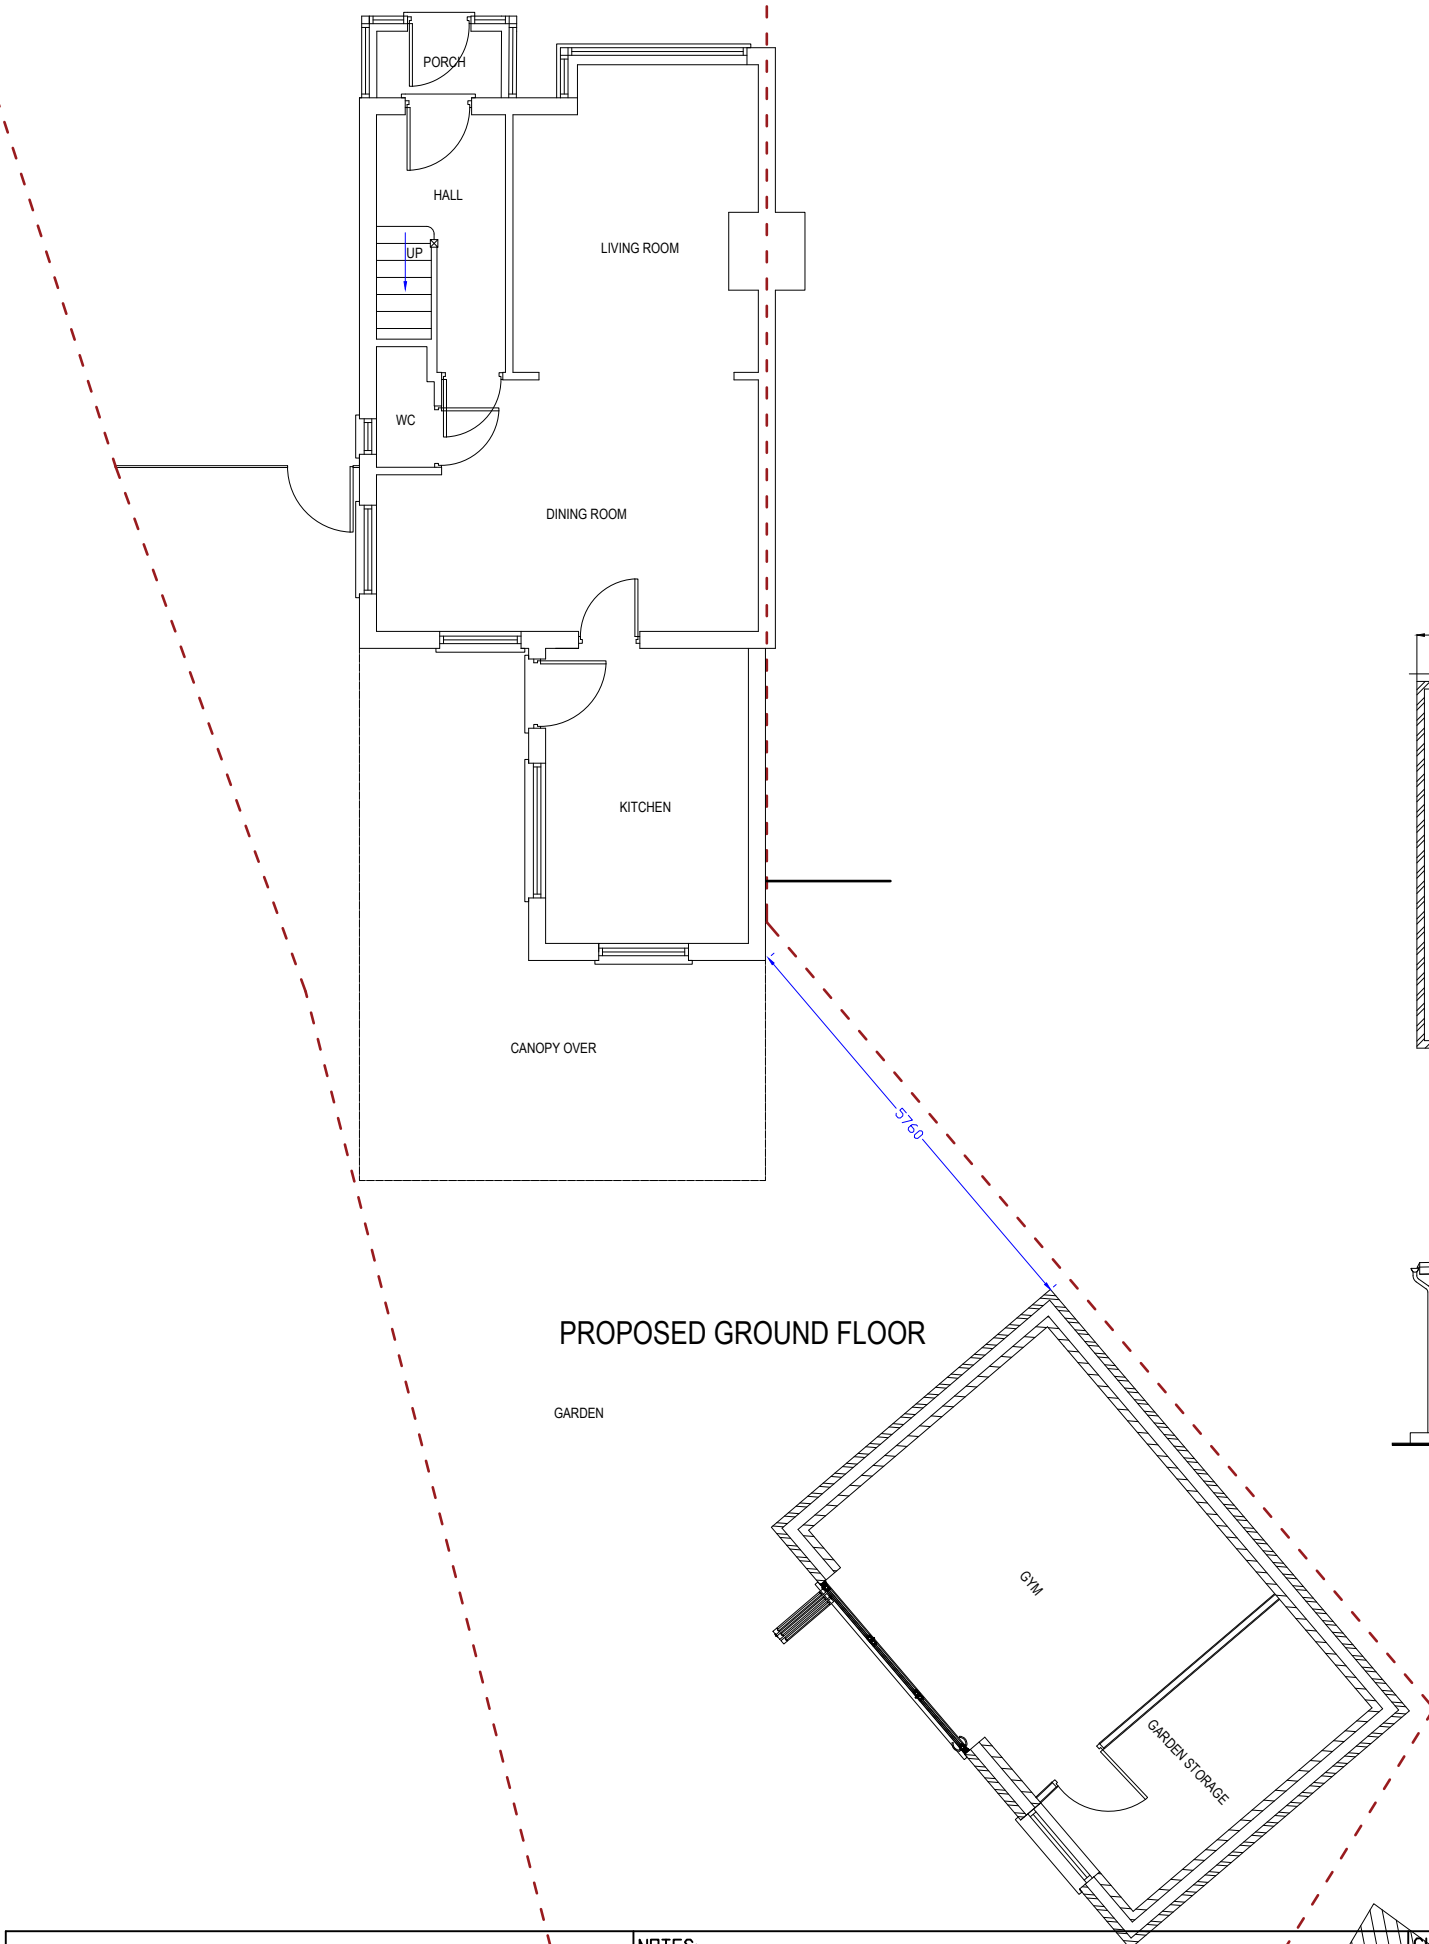 PORCH
HALL
LIVING ROOM
UP
WC
DINING ROOM
KITCHEN
CANOPY OVER
5760
PROPOSED GROUND FLOOR
GARDEN
GYM
GARDEN STORAGE
NOTES